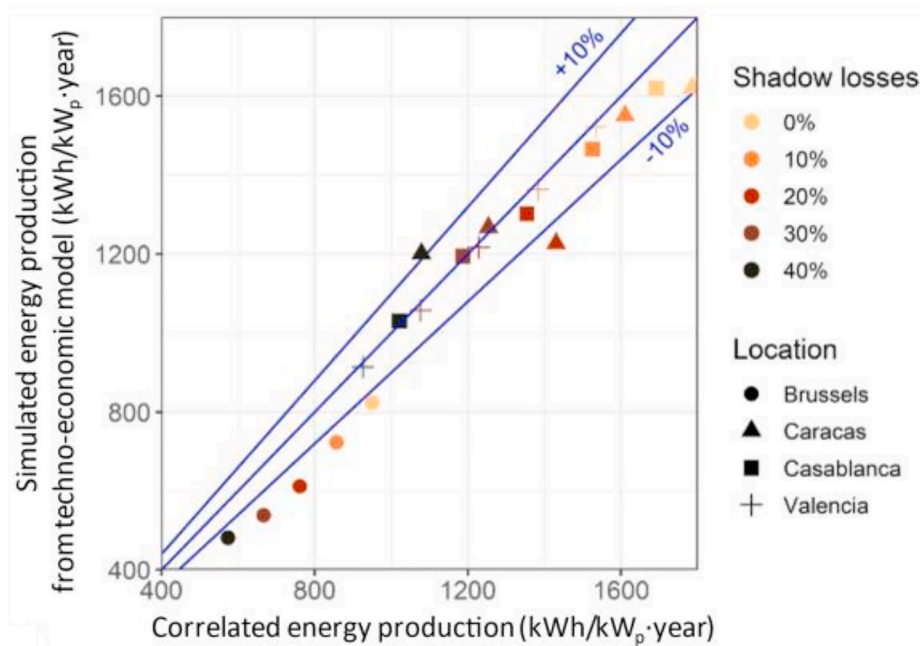 Simulated energy production
from techno-economic model (kWh/kWₚ·year)
1600
1200
800
400
+10%
-10%
400
800
1200
1600
Correlated energy production (kWh/kWₚ·year)
Shadow losses
0%
10%
20%
30%
40%
Location
Brussels
Caracas
Casablanca
Valencia